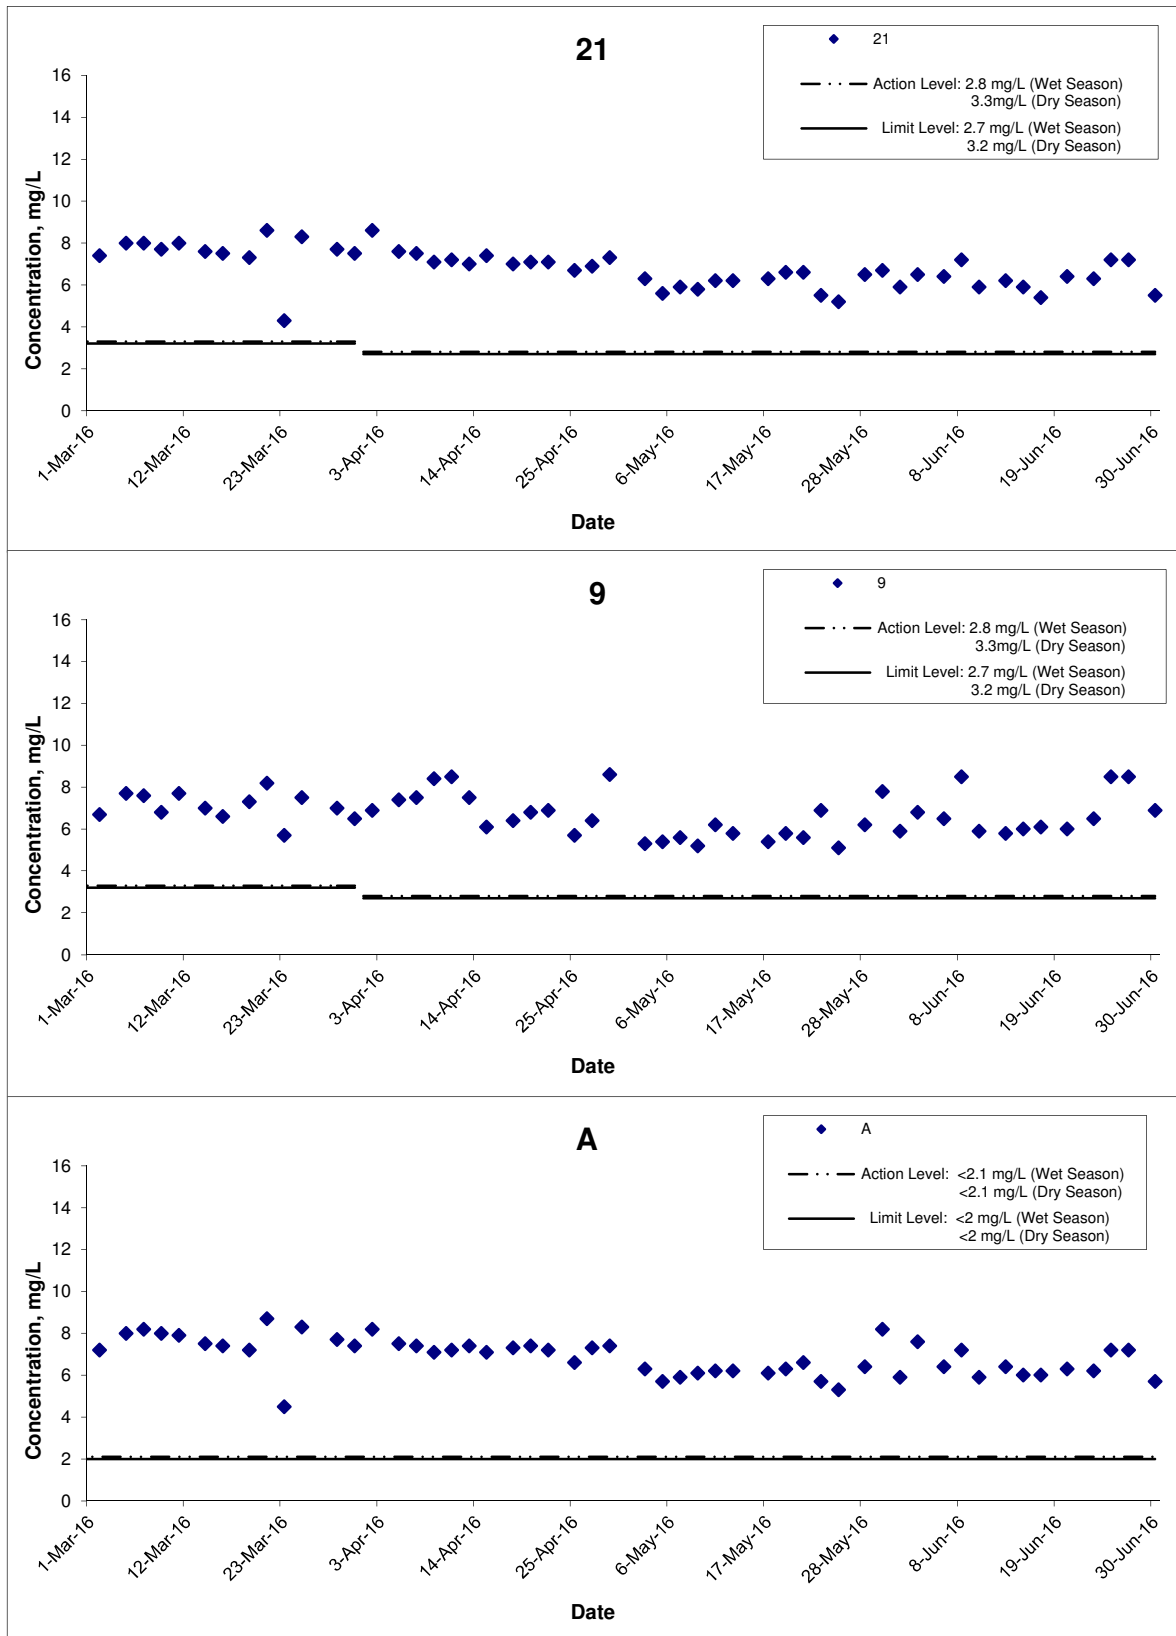 21
21
Action Level: 2.8 mg/L (Wet Season)
3.3mg/L (Dry Season)
Limit Level: 2.7 mg/L (Wet Season)
3.2 mg/L (Dry Season)
Concentration, mg/L
16
14
12
10
8
6
4
2
0
1-Mar-16
12-Mar-16
23-Mar-16
3-Apr-16
14-Apr-16
25-Apr-16
6-May-16
17-May-16
28-May-16
8-Jun-16
19-Jun-16
30-Jun-16
Date
9
9
Action Level: 2.8 mg/L (Wet Season)
3.3mg/L (Dry Season)
Limit Level: 2.7 mg/L (Wet Season)
3.2 mg/L (Dry Season)
Concentration, mg/L
16
14
12
10
8
6
4
2
0
1-Mar-16
12-Mar-16
23-Mar-16
3-Apr-16
14-Apr-16
25-Apr-16
6-May-16
17-May-16
28-May-16
8-Jun-16
19-Jun-16
30-Jun-16
Date
A
A
Action Level: <2.1 mg/L (Wet Season)
<2.1 mg/L (Dry Season)
Limit Level: <2 mg/L (Wet Season)
<2 mg/L (Dry Season)
Concentration, mg/L
16
14
12
10
8
6
4
2
0
1-Mar-16
12-Mar-16
23-Mar-16
3-Apr-16
14-Apr-16
25-Apr-16
6-May-16
17-May-16
28-May-16
8-Jun-16
19-Jun-16
30-Jun-16
Date